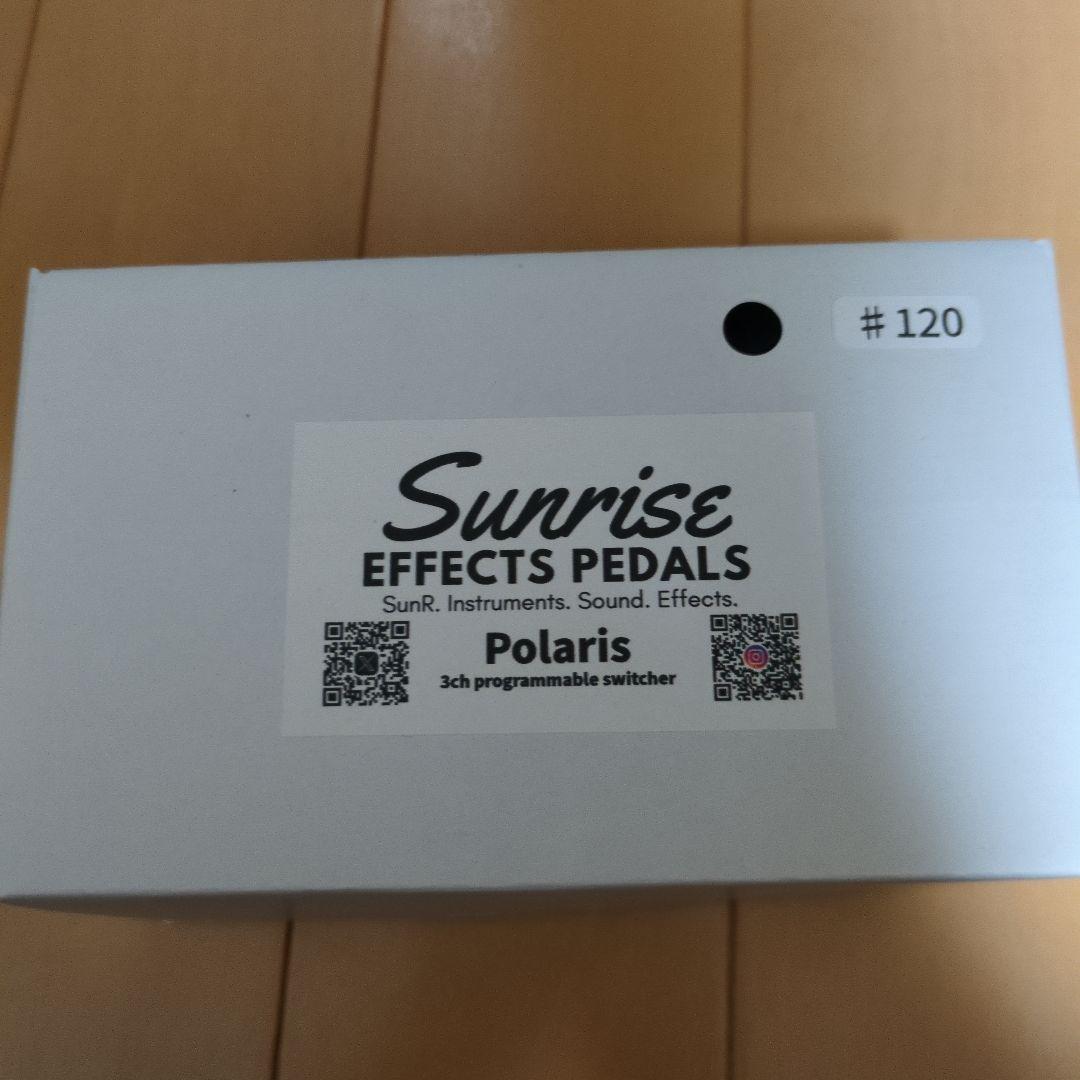 #120
Sunrise
EFFECTS PEDALS
SunR. Instruments. Sound. Effects.
Polaris
3ch programmable switcher